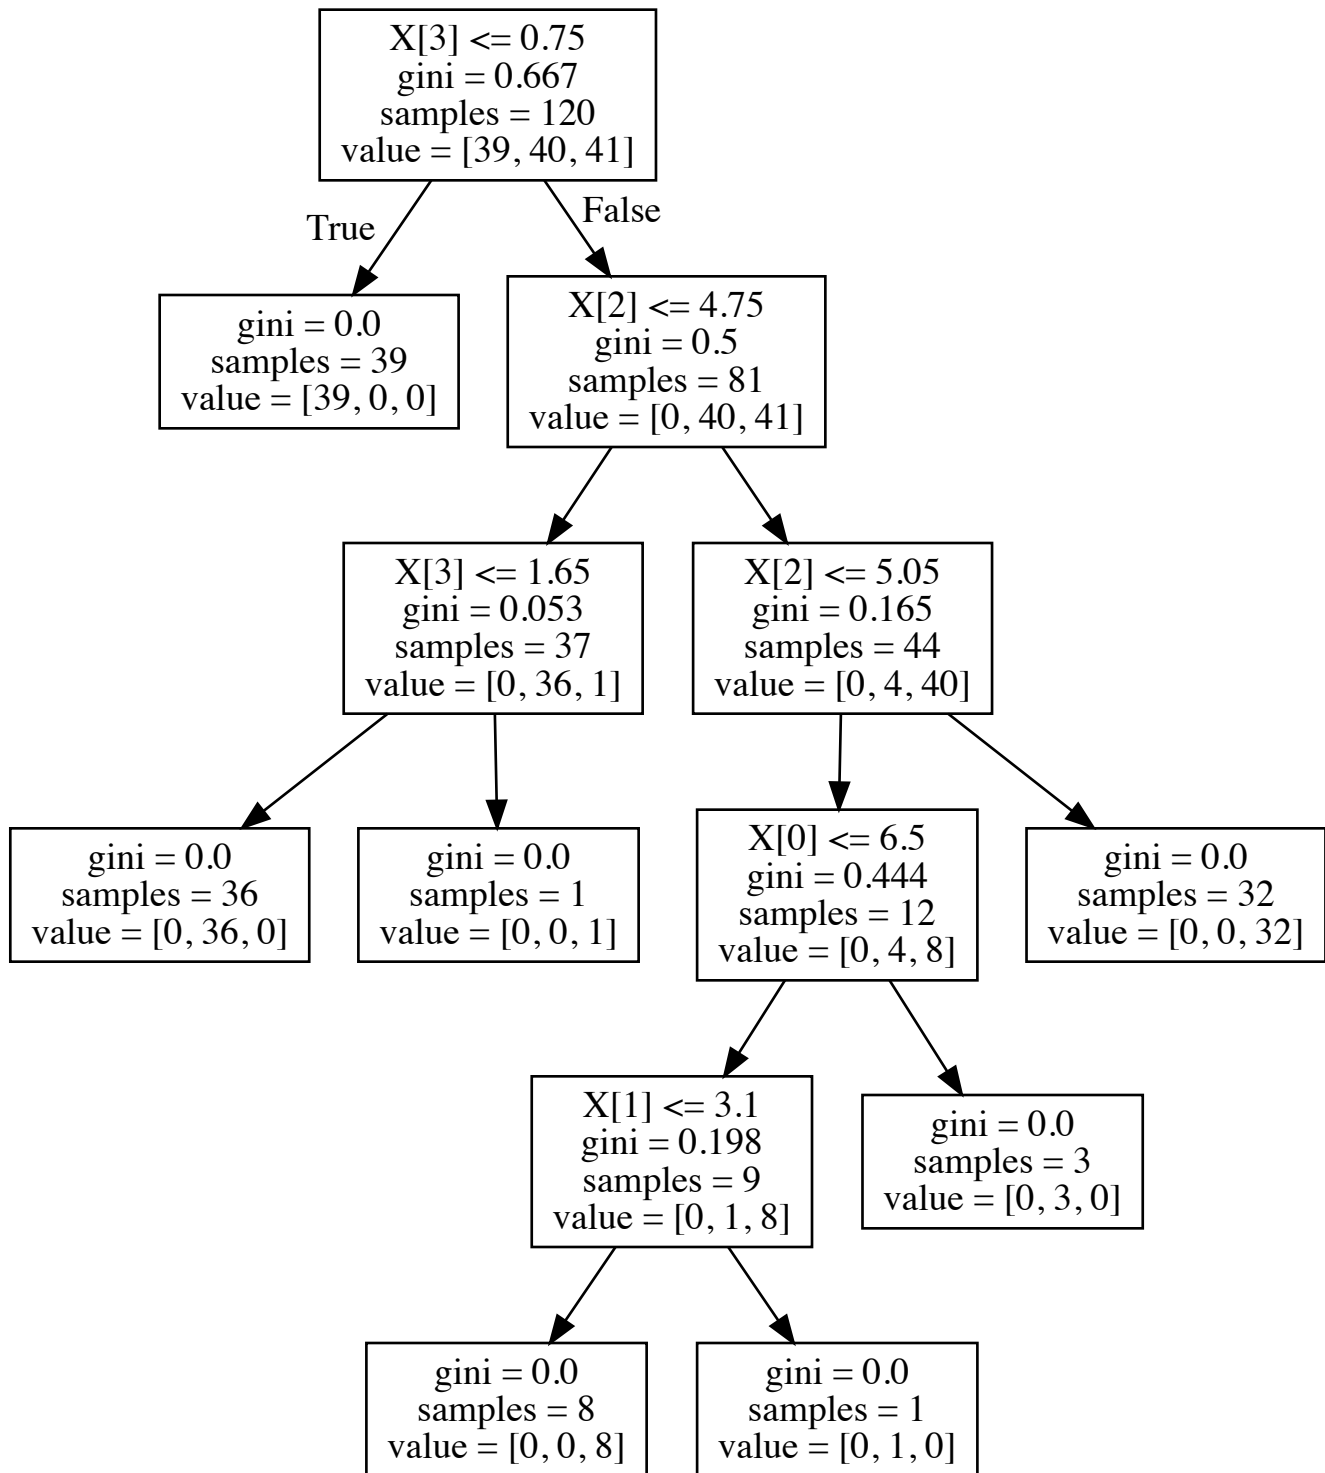 X[3] <= 0.75
gini = 0.667
samples = 120
value = [39, 40, 41]
True
False
gini = 0.0
samples = 39
value = [39, 0, 0]
X[2] <= 4.75
gini = 0.5
samples = 81
value = [0, 40, 41]
X[3] <= 1.65
gini = 0.053
samples = 37
value = [0, 36, 1]
X[2] <= 5.05
gini = 0.165
samples = 44
value = [0, 4, 40]
gini = 0.0
samples = 36
value = [0, 36, 0]
gini = 0.0
samples = 1
value = [0, 0, 1]
X[0] <= 6.5
gini = 0.444
samples = 12
value = [0, 4, 8]
gini = 0.0
samples = 32
value = [0, 0, 32]
X[1] <= 3.1
gini = 0.198
samples = 9
value = [0, 1, 8]
gini = 0.0
samples = 3
value = [0, 3, 0]
gini = 0.0
samples = 8
value = [0, 0, 8]
gini = 0.0
samples = 1
value = [0, 1, 0]